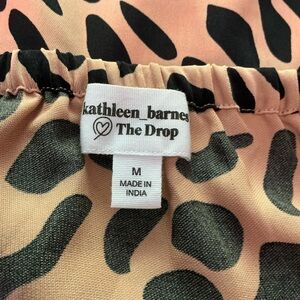 kathleen_barnes
The Drop
M
MADE IN
INDIA